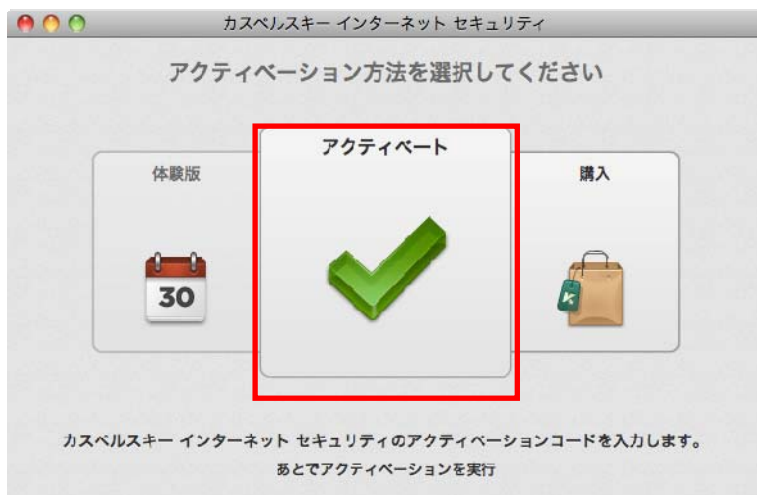 カスペルスキー インターネット セキュリティ
アクティベーション方法を選択してください
アクティベート
体験版
購入
30
K
カスペルスキー インターネット セキュリティのアクティベーションコードを入力します。
あとでアクティベーションを実行